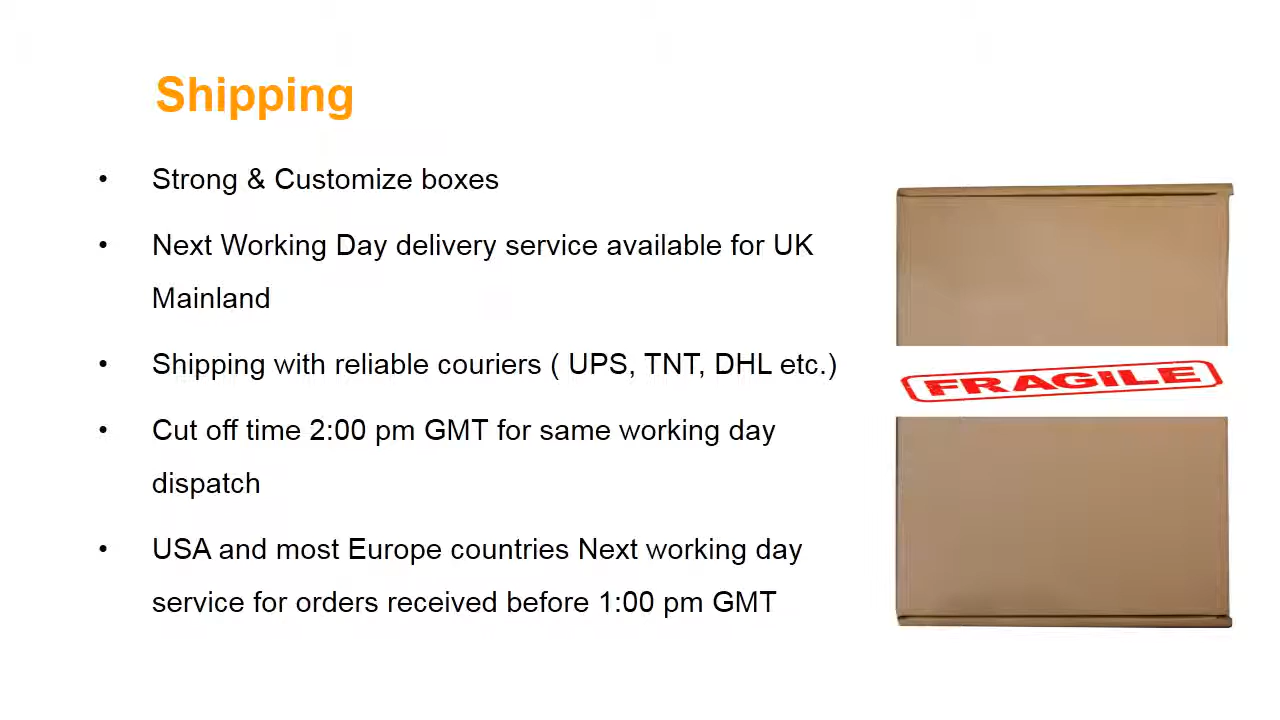 Shipping
• Strong & Customize boxes
• Next Working Day delivery service available for UK
Mainland
• Shipping with reliable couriers ( UPS, TNT, DHL etc.)
• Cut off time 2:00 pm GMT for same working day
dispatch
• USA and most Europe countries Next working day
service for orders received before 1:00 pm GMT
FRAGILE